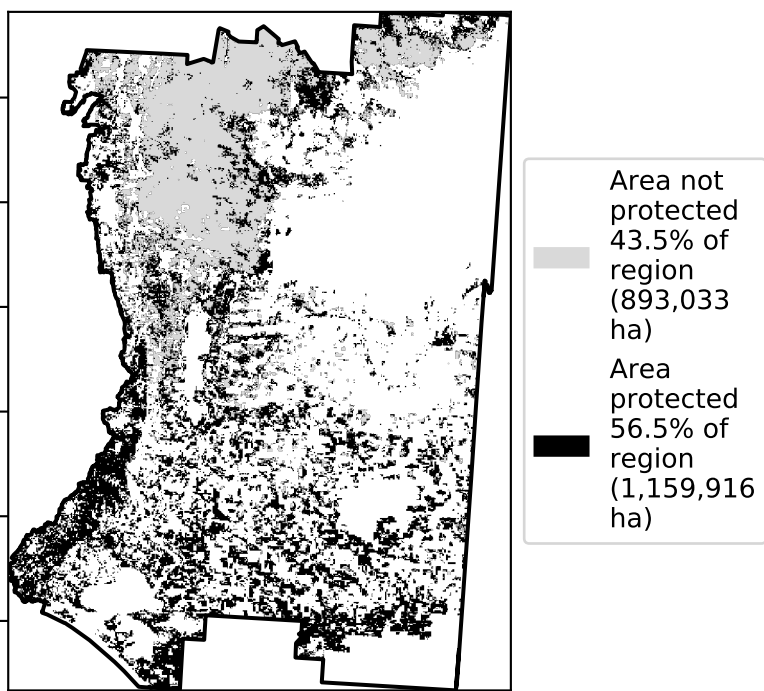 Area not
protected
43.5% of
region
(893,033
ha)
Area
protected
56.5% of
region
(1,159,916
ha)